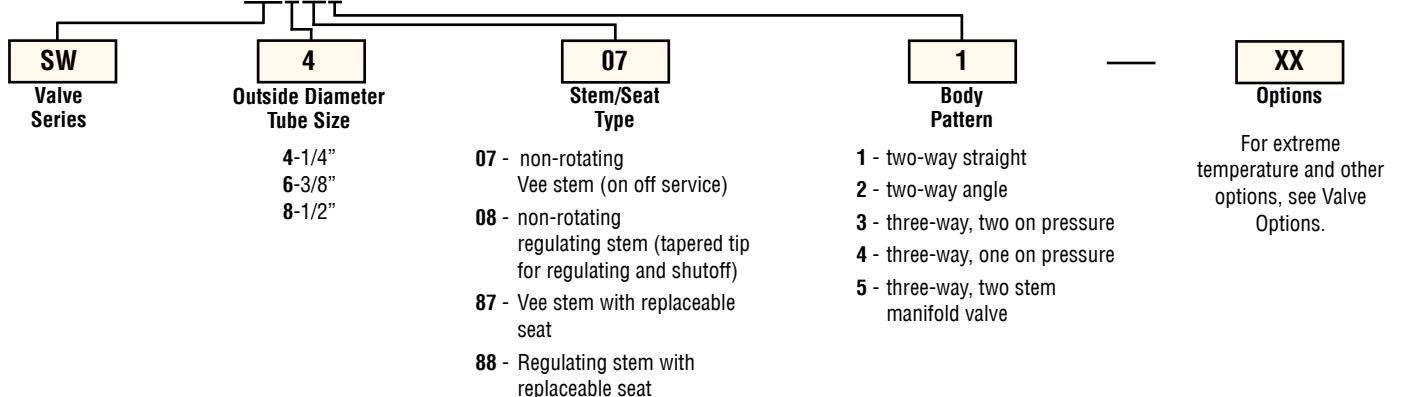 SW
Valve
Series
4
Outside Diameter
Tube Size
4-1/4”
6-3/8”
8-1/2”
07
Stem/Seat
Type
07 - non-rotating
Vee stem (on off service)
08 - non-rotating
regulating stem (tapered tip
for regulating and shutoff)
87 - Vee stem with replaceable
seat
88 - Regulating stem with
replaceable seat
1
Body
Pattern
1 - two-way straight
2 - two-way angle
3 - three-way, two on pressure
4 - three-way, one on pressure
5 - three-way, two stem
manifold valve
—
XX
Options
For extreme
temperature and other
options, see Valve
Options.